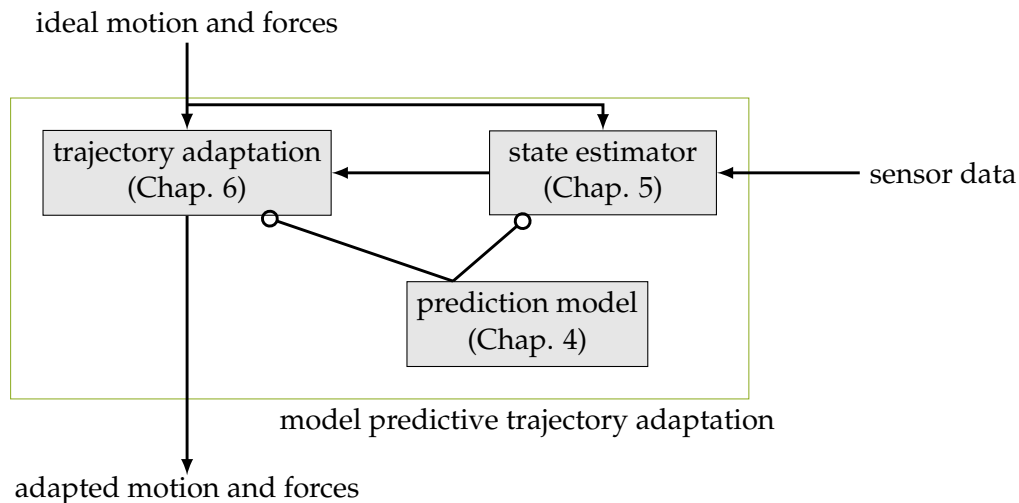 ideal motion and forces
trajectory adaptation
(Chap. 6)
state estimator
(Chap. 5)
sensor data
prediction model
(Chap. 4)
model predictive trajectory adaptation
adapted motion and forces